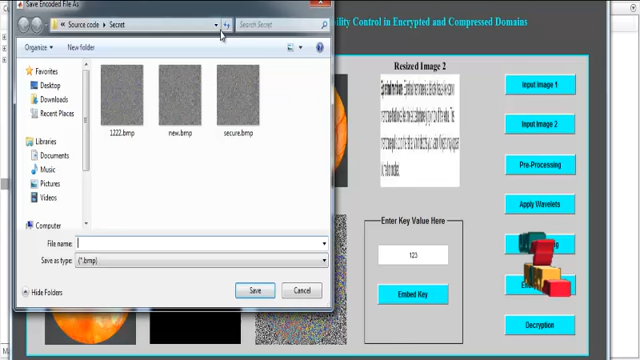 Save Encoded File As
« Source code ▸ Secret
Search Secret
Organize
New folder
Favorites
Desktop
Downloads
Recent Places
Libraries
Documents
Music
Pictures
Videos
Computer
1222.bmp
new.bmp
secure.bmp
File name:
Save as type: (*.bmp)
Hide Folders
Save
Cancel
Control in Encrypted and Compressed Domains
Resized Image 2
Input Image 1
Input Image 2
Pre-Processing
Apply Wavelets
Enter Key Value Here
123
Embed Key
Decryption